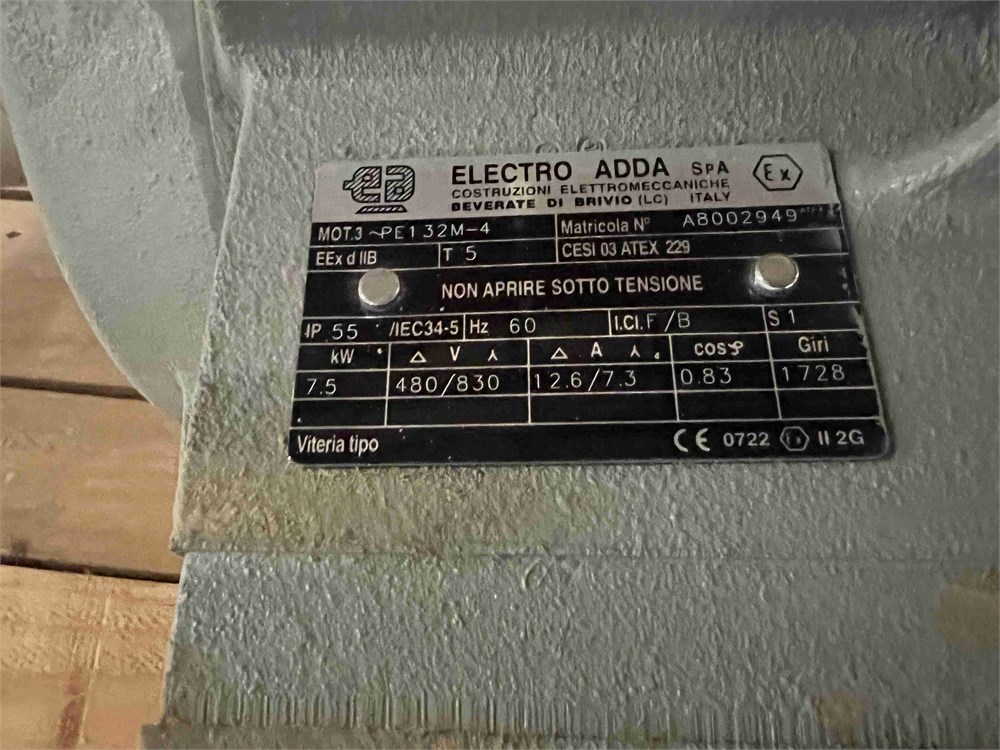 ELECTRO ADDA SPA
COSTRUZIONI ELETTROMECCANICHE
BEVERATE DI BRIVIO (LC) ITALY
Ex
MOT.3 ~PE132M-4 Matricola N° A8002949
EEx d IIB T 5 CESI 03 ATEX 229
NON APRIRE SOTTO TENSIONE
IP 55 /IEC34-5 Hz 60 I.Cl. F/B S 1
kW Δ V ⅄ Δ A ⅄ cosφ Giri
7.5 480/830 12.6/7.3 0.83 1728
Viteria tipo CE 0722 Ex II 2G